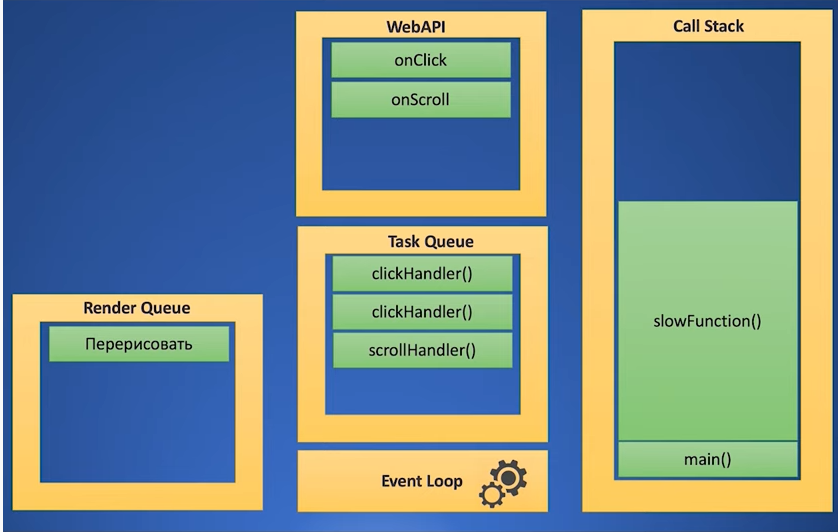 WebAPI
onClick
onScroll
Call Stack
slowFunction()
main()
Task Queue
clickHandler()
clickHandler()
scrollHandler()
Render Queue
Перерисовать
Event Loop